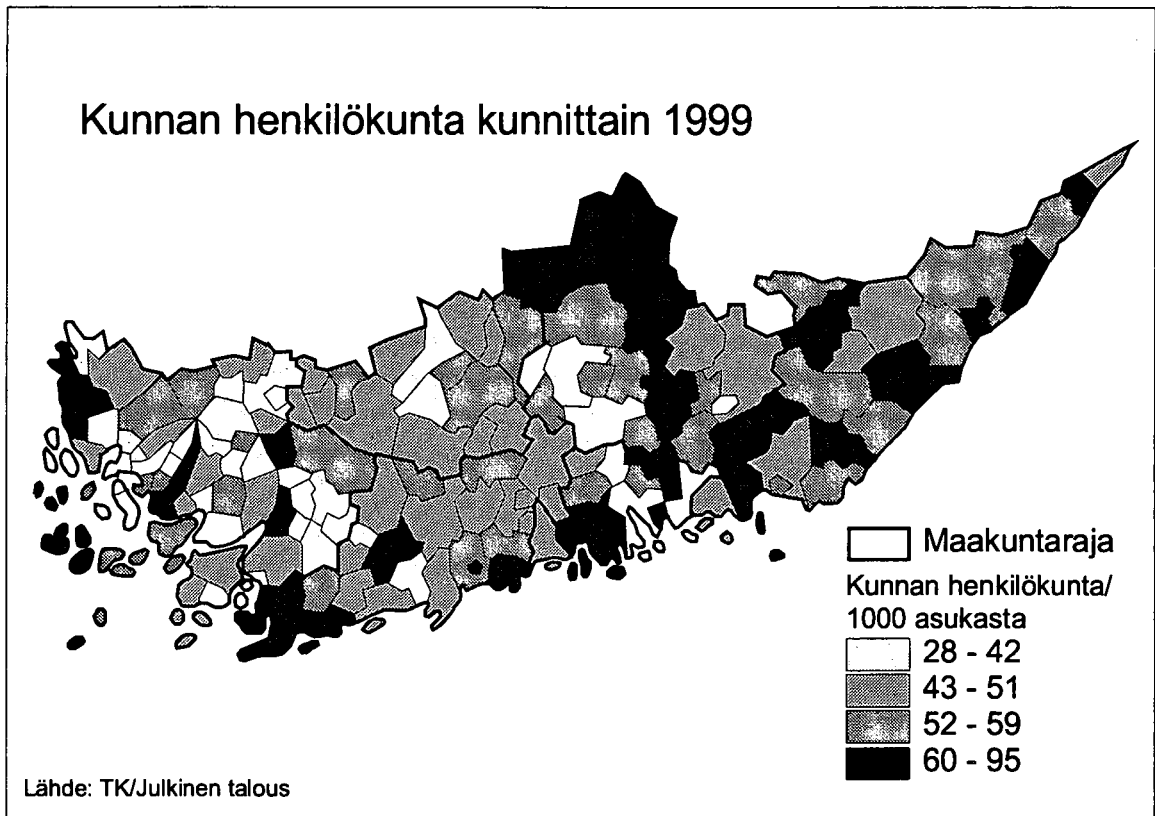 Kunnan henkilökunta kunnittain 1999
Maakuntaraja
Kunnan henkilökunta/
1000 asukasta
28 - 42
43 - 51
52 - 59
60 - 95
Lähde: TK/Julkinen talous